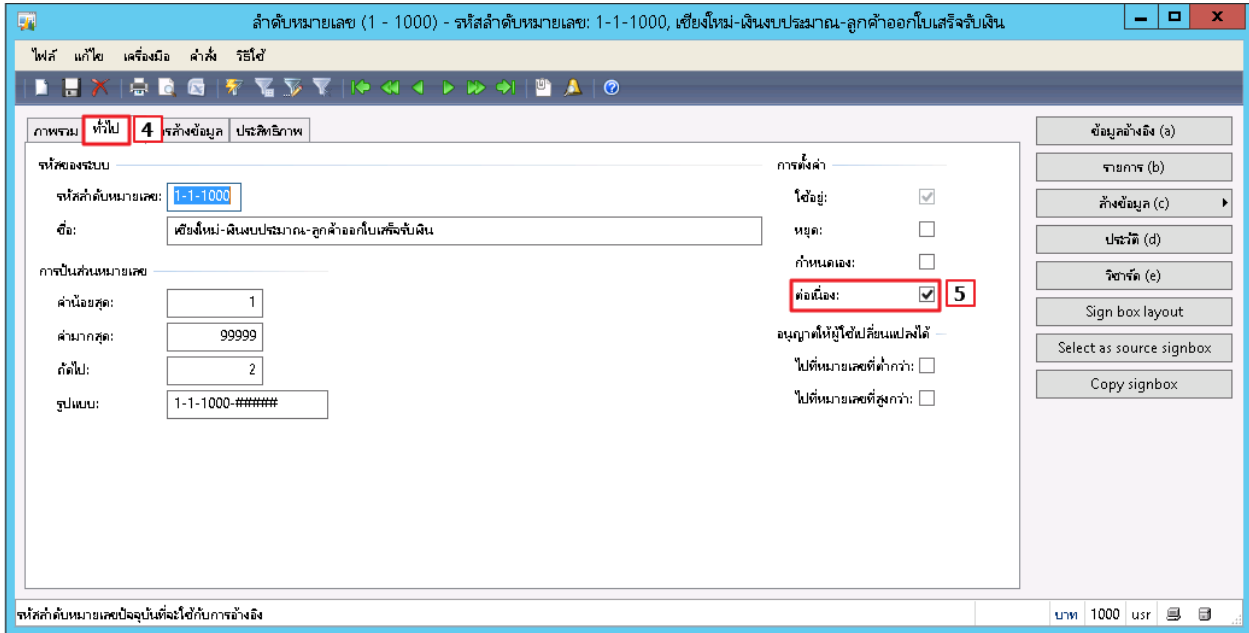 ลำดับหมายเลข (1 - 1000) - รหัสลำดับหมายเลข: 1-1-1000, เชียงใหม่-เงินงบประมาณ-ลูกค้าออกใบเสร็จรับเงิน
ไฟล์ แก้ไข เครื่องมือ คำสั่ง วิธีใช้
ภาพรวม ทั่วไป 4 รล้างข้อมูล ประสิทธิภาพ
รหัสของระบบ
รหัสลำดับหมายเลข: 1-1-1000
ชื่อ: เชียงใหม่-เงินงบประมาณ-ลูกค้าออกใบเสร็จรับเงิน
การปันส่วนหมายเลข
ค่าน้อยสุด: 1
ค่ามากสุด: 99999
ถัดไป: 2
รูปแบบ: 1-1-1000-#####
การตั้งค่า
ใช้อยู่:
หยุด:
กำหนดเอง:
ต่อเนื่อง: 5
อนุญาตให้ผู้ใช้เปลี่ยนแปลงได้
ไปที่หมายเลขที่ต่ำกว่า:
ไปที่หมายเลขที่สูงกว่า:
ข้อมูลอ้างอิง (a)
รายการ (b)
ล้างข้อมูล (c)
ประวัติ (d)
วิซาร์ด (e)
Sign box layout
Select as source signbox
Copy signbox
รหัสลำดับหมายเลขปัจจุบันที่จะใช้กับการอ้างอิง
บาท 1000 usr